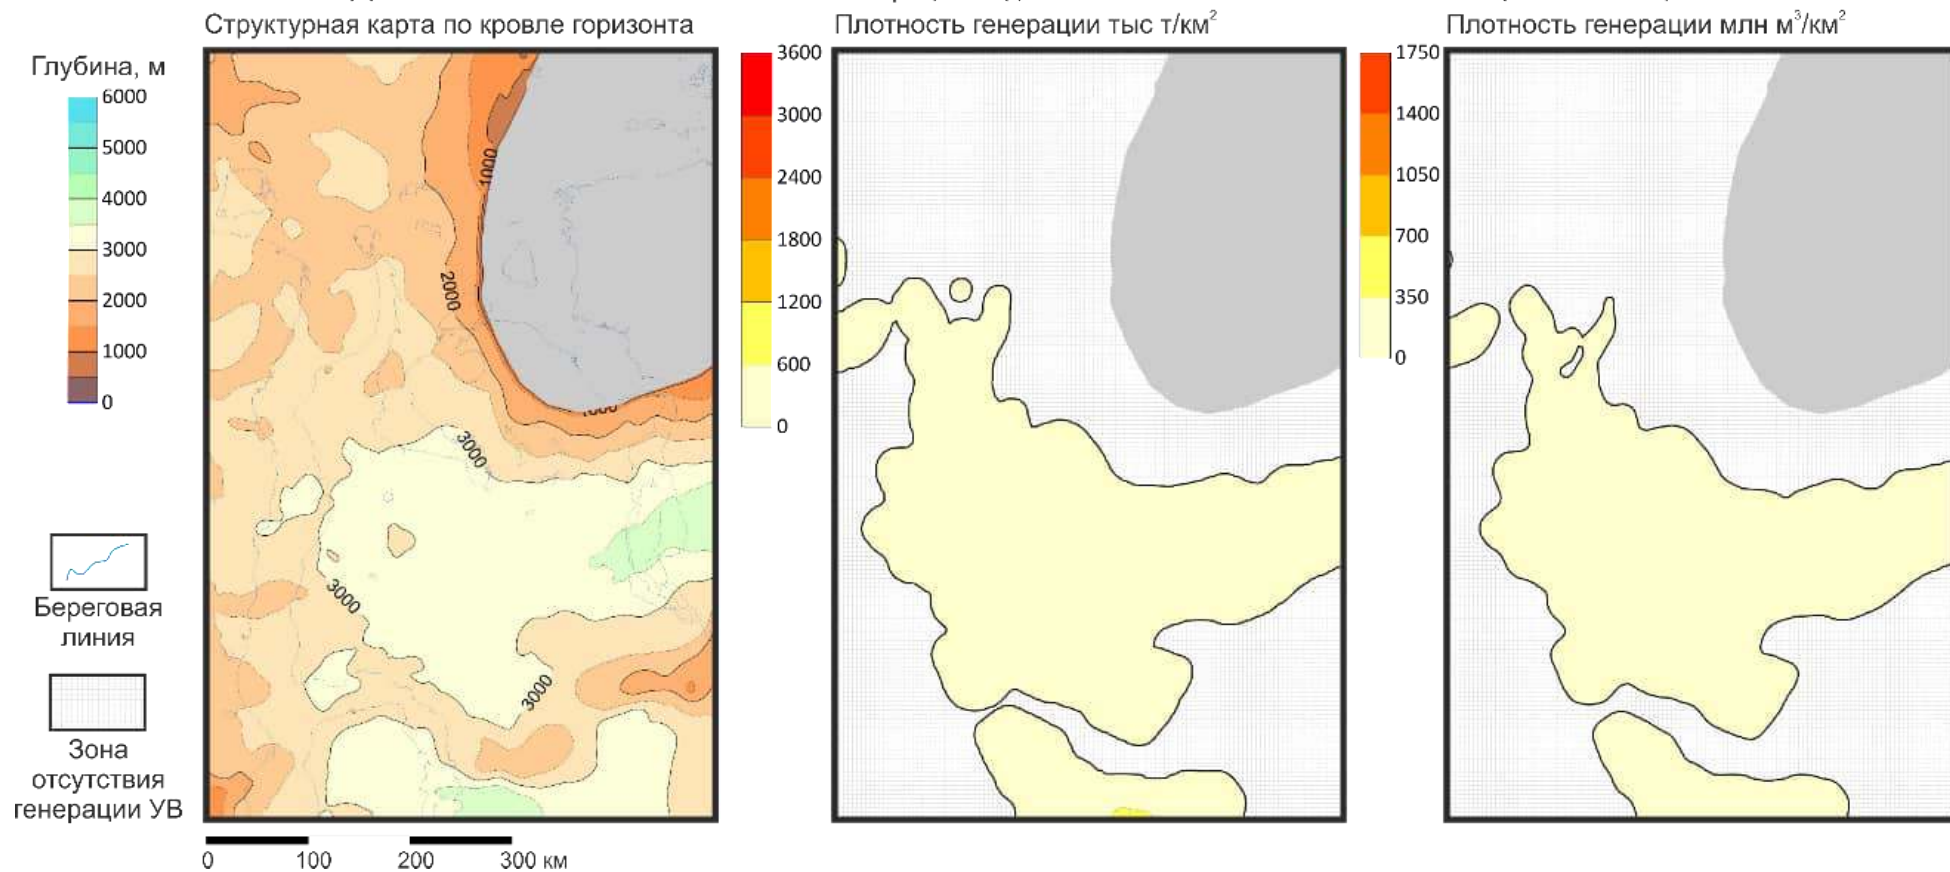 Структурная карта по кровле горизонта
Плотность генерации тыс т/км²
Плотность генерации млн м³/км²
Глубина, м
6000
5000
4000
3000
2000
1000
0
1000
2000
3000
3000
3000
3600
3000
2400
1800
1200
600
0
1750
1400
1050
700
350
0
Береговая
линия
Зона
отсутствия
генерации УВ
0 100 200 300 км